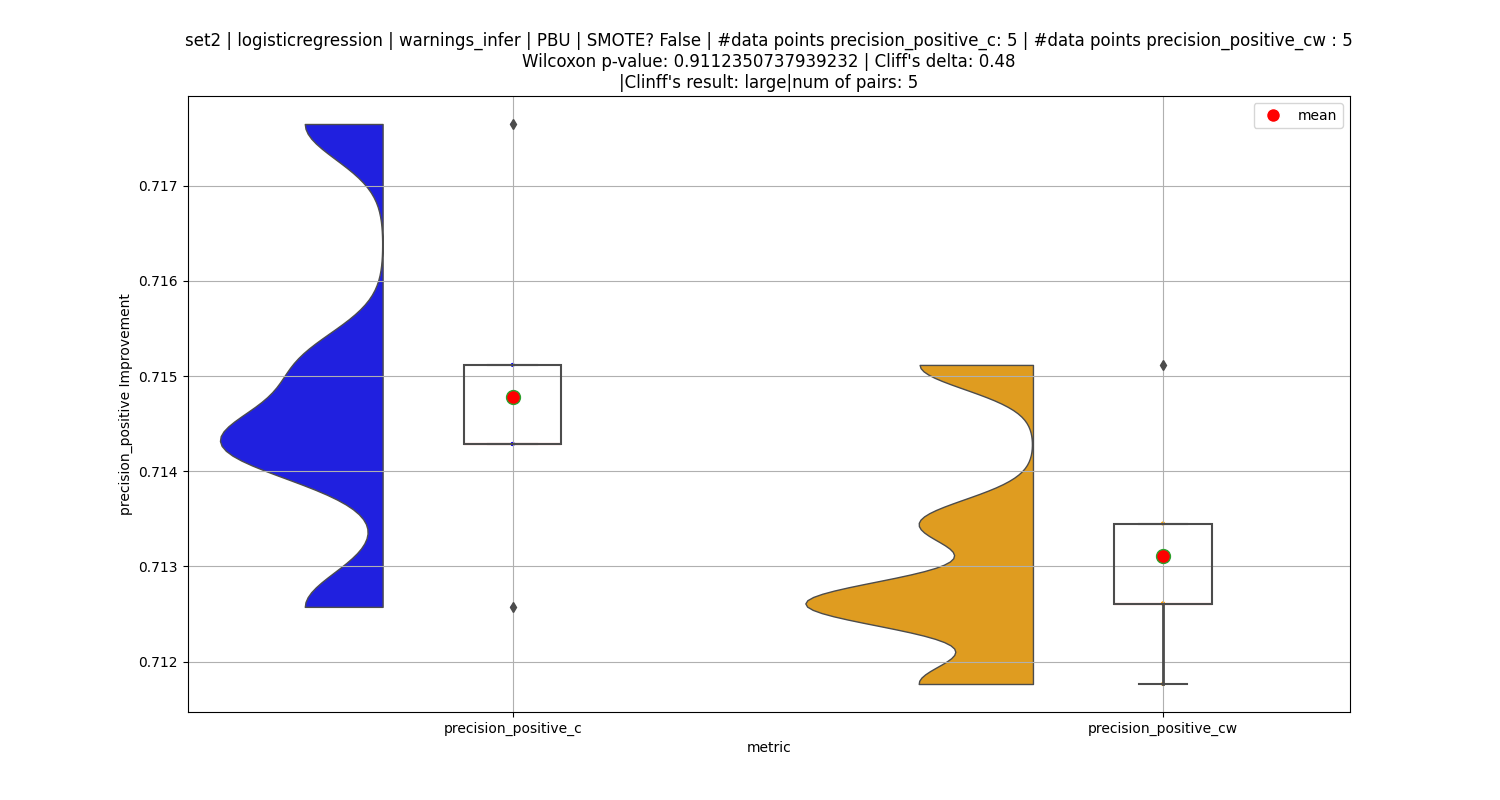 set2 | logisticregression | warnings_infer | PBU | SMOTE? False | #data points precision_positive_c: 5 | #data points precision_positive_cw : 5
Wilcoxon p-value: 0.9112350737939232 | Cliff's delta: 0.48
|Clinff's result: large|num of pairs: 5
mean
0.717
0.716
0.715
0.714
0.713
0.712
precision_positive Improvement
precision_positive_c
precision_positive_cw
metric